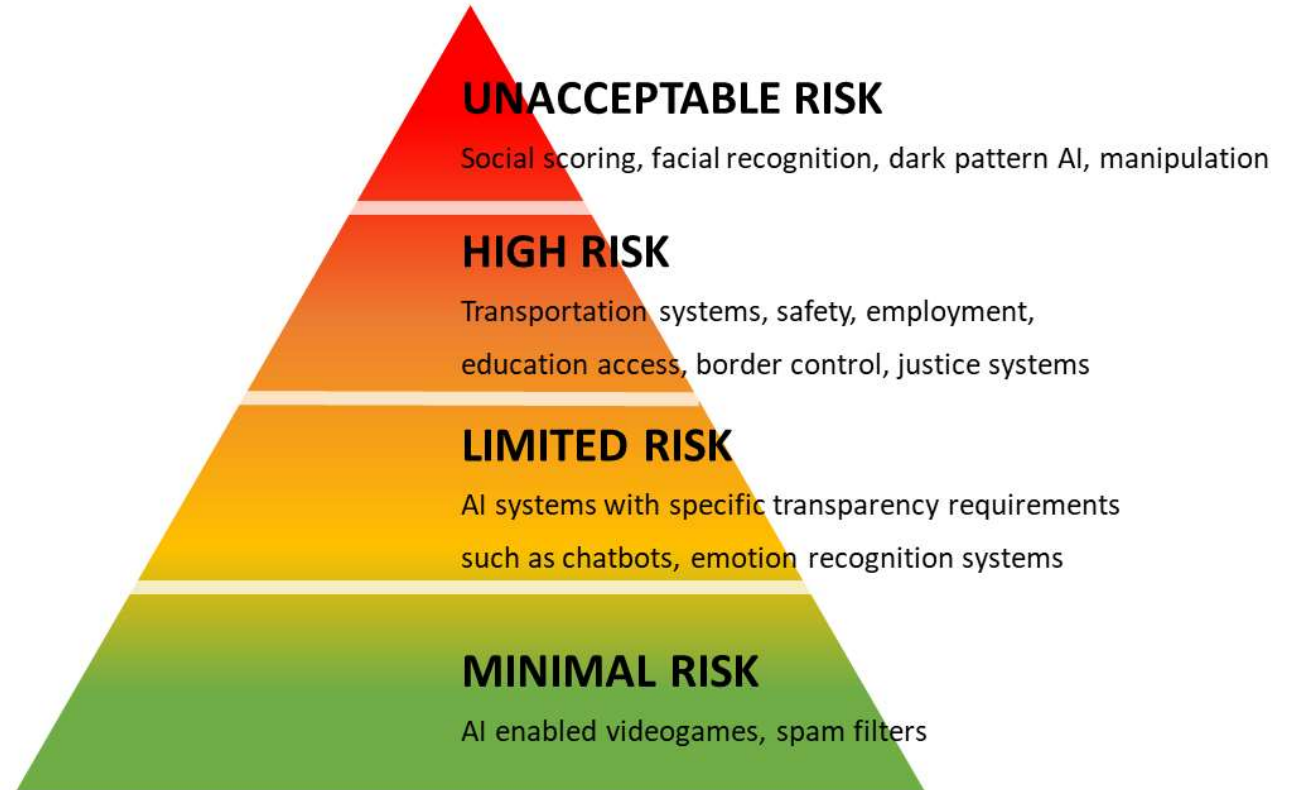 UNACCEPTABLE RISK
Social scoring, facial recognition, dark pattern AI, manipulation
HIGH RISK
Transportation systems, safety, employment,
education access, border control, justice systems
LIMITED RISK
AI systems with specific transparency requirements
such as chatbots, emotion recognition systems
MINIMAL RISK
AI enabled videogames, spam filters